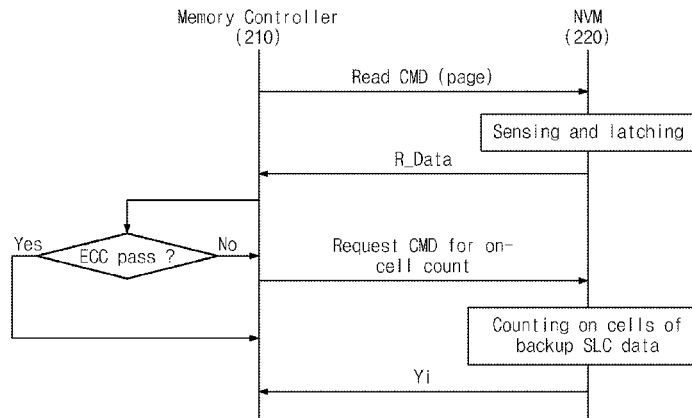 Memory Controller
(210)
NVM
(220)
Read CMD (page)
Sensing and latching
R_Data
Yes
ECC pass ?
No
Request CMD for on-
cell count
Counting on cells of
backup SLC data
Yi